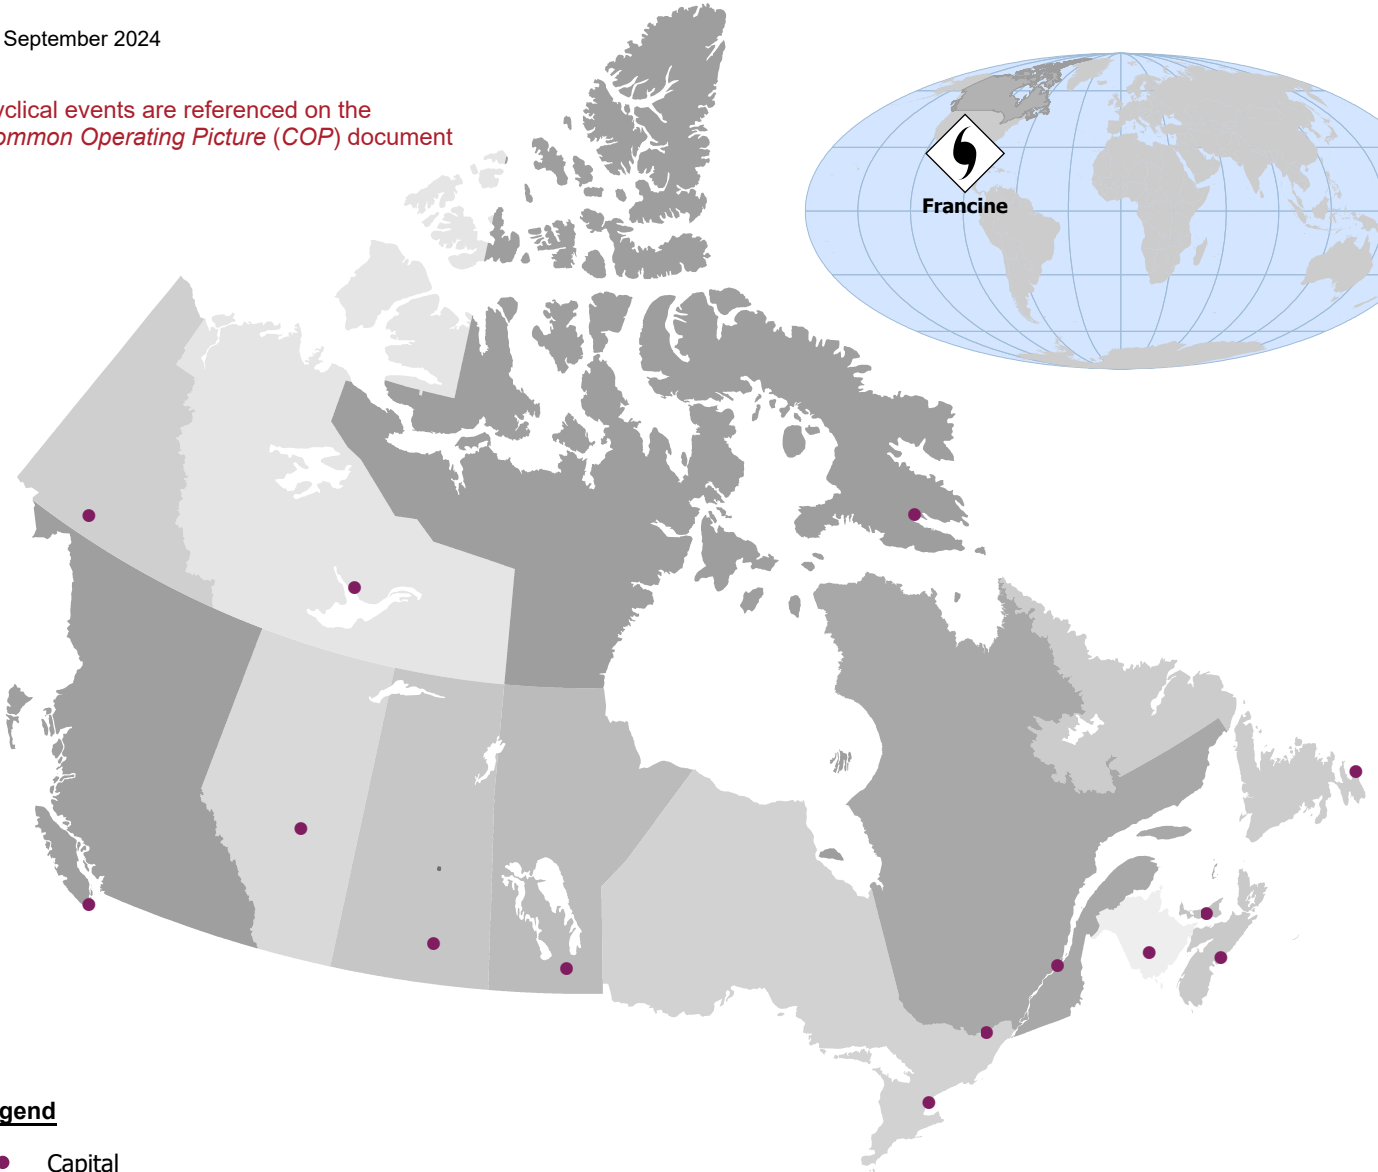 September 2024
yclical events are referenced on the
ommon Operating Picture (COP) document
Francine
gend
Capital